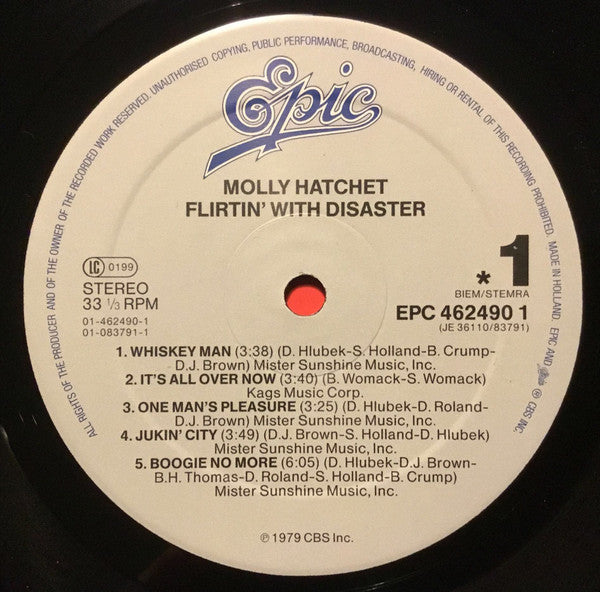 ALL RIGHTS OF THE PRODUCER AND OF THE OWNER OF THE RECORDED WORK RESERVED. UNAUTHORISED COPYING, PUBLIC PERFORMANCE, BROADCASTING, HIRING OR RENTAL OF THIS RECORDING PROHIBITED. MADE IN HOLLAND. EPIC AND Epic ℗ CBS INC.
Epic
MOLLY HATCHET
FLIRTIN' WITH DISASTER
LC 0199
STEREO
33 1/3 RPM
01-462490-1
01-083791-1
* 1
BIEM/STEMRA
EPC 462490 1
(JE 36110/83791)
1. WHISKEY MAN (3:38) (D. Hlubek-S. Holland-B. Crump-
D.J. Brown) Mister Sunshine Music, Inc.
2. IT'S ALL OVER NOW (3:40) (B. Womack-S. Womack)
Kags Music Corp.
3. ONE MAN'S PLEASURE (3:25) (D. Hlubek-D. Roland-
D.J. Brown) Mister Sunshine Music, Inc.
4. JUKIN' CITY (3:49) (D.J. Brown-S. Holland-D. Hlubek)
Mister Sunshine Music, Inc.
5. BOOGIE NO MORE (6:05) (D. Hlubek-D.J. Brown-
B.H. Thomas-D. Roland-S. Holland-B. Crump)
Mister Sunshine Music, Inc.
℗ 1979 CBS Inc.